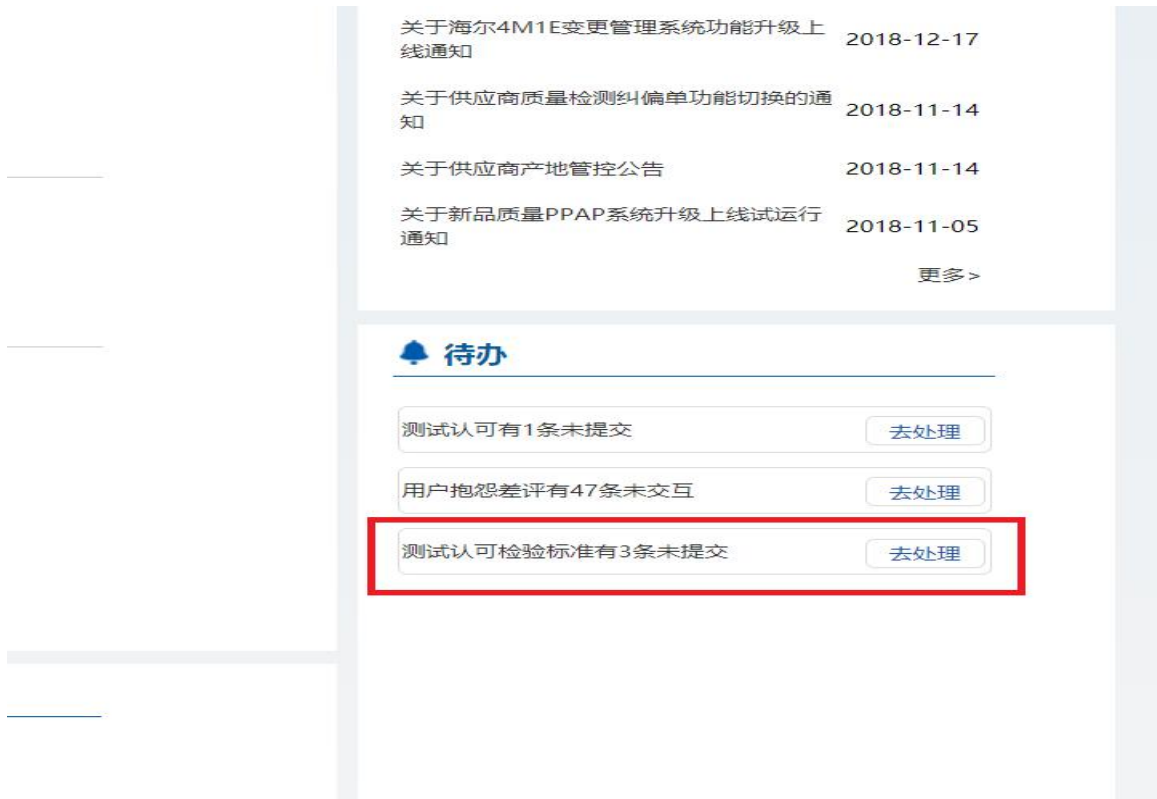 关于海尔4M1E变更管理系统功能升级上
线通知
2018-12-17
关于供应商质量检测纠偏单功能切换的通
知
2018-11-14
关于供应商产地管控公告
2018-11-14
关于新品质量PPAP系统升级上线试运行
通知
2018-11-05
更多>
待办
测试认可有1条未提交
去处理
用户抱怨差评有47条未交互
去处理
测试认可检验标准有3条未提交
去处理